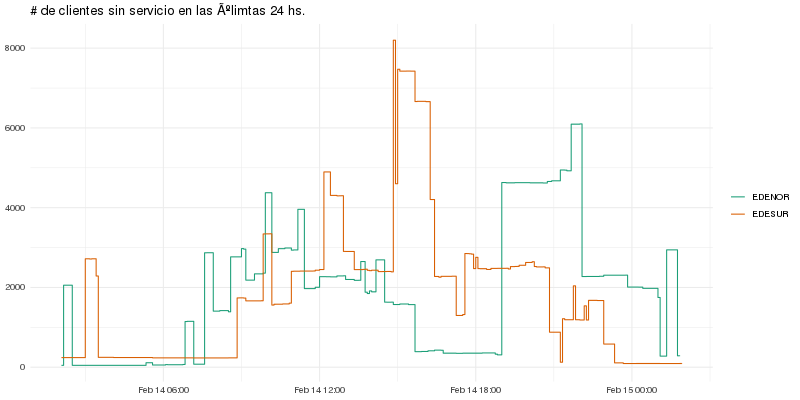 # de clientes sin servicio en las Ãºlimtas 24 hs.
8000
6000
4000
2000
0
Feb 14 06:00
Feb 14 12:00
Feb 14 18:00
Feb 15 00:00
EDENOR
EDESUR